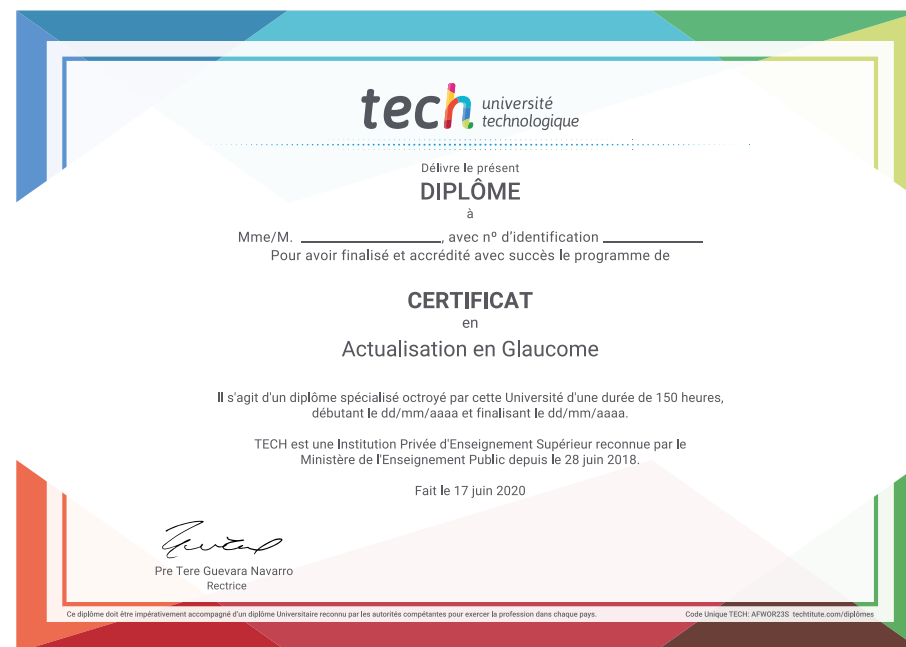 tech université
technologique
Délivre le présent
DIPLÔME
à
Mme/M. ____________________, avec nº d'identification ______________
Pour avoir finalisé et accrédité avec succès le programme de
CERTIFICAT
en
Actualisation en Glaucome
Il s'agit d'un diplôme spécialisé octroyé par cette Université d'une durée de 150 heures,
débutant le dd/mm/aaaa et finalisant le dd/mm/aaaa.
TECH est une Institution Privée d'Enseignement Supérieur reconnue par le
Ministère de l'Enseignement Public depuis le 28 juin 2018.
Fait le 17 juin 2020
Pre Tere Guevara Navarro
Rectrice
Ce diplôme doit être impérativement accompagné d'un diplôme Universitaire reconnu par les autorités compétantes pour exercer la profession dans chaque pays.
Code Unique TECH: AFWOR23S techtitute.com/diplômes